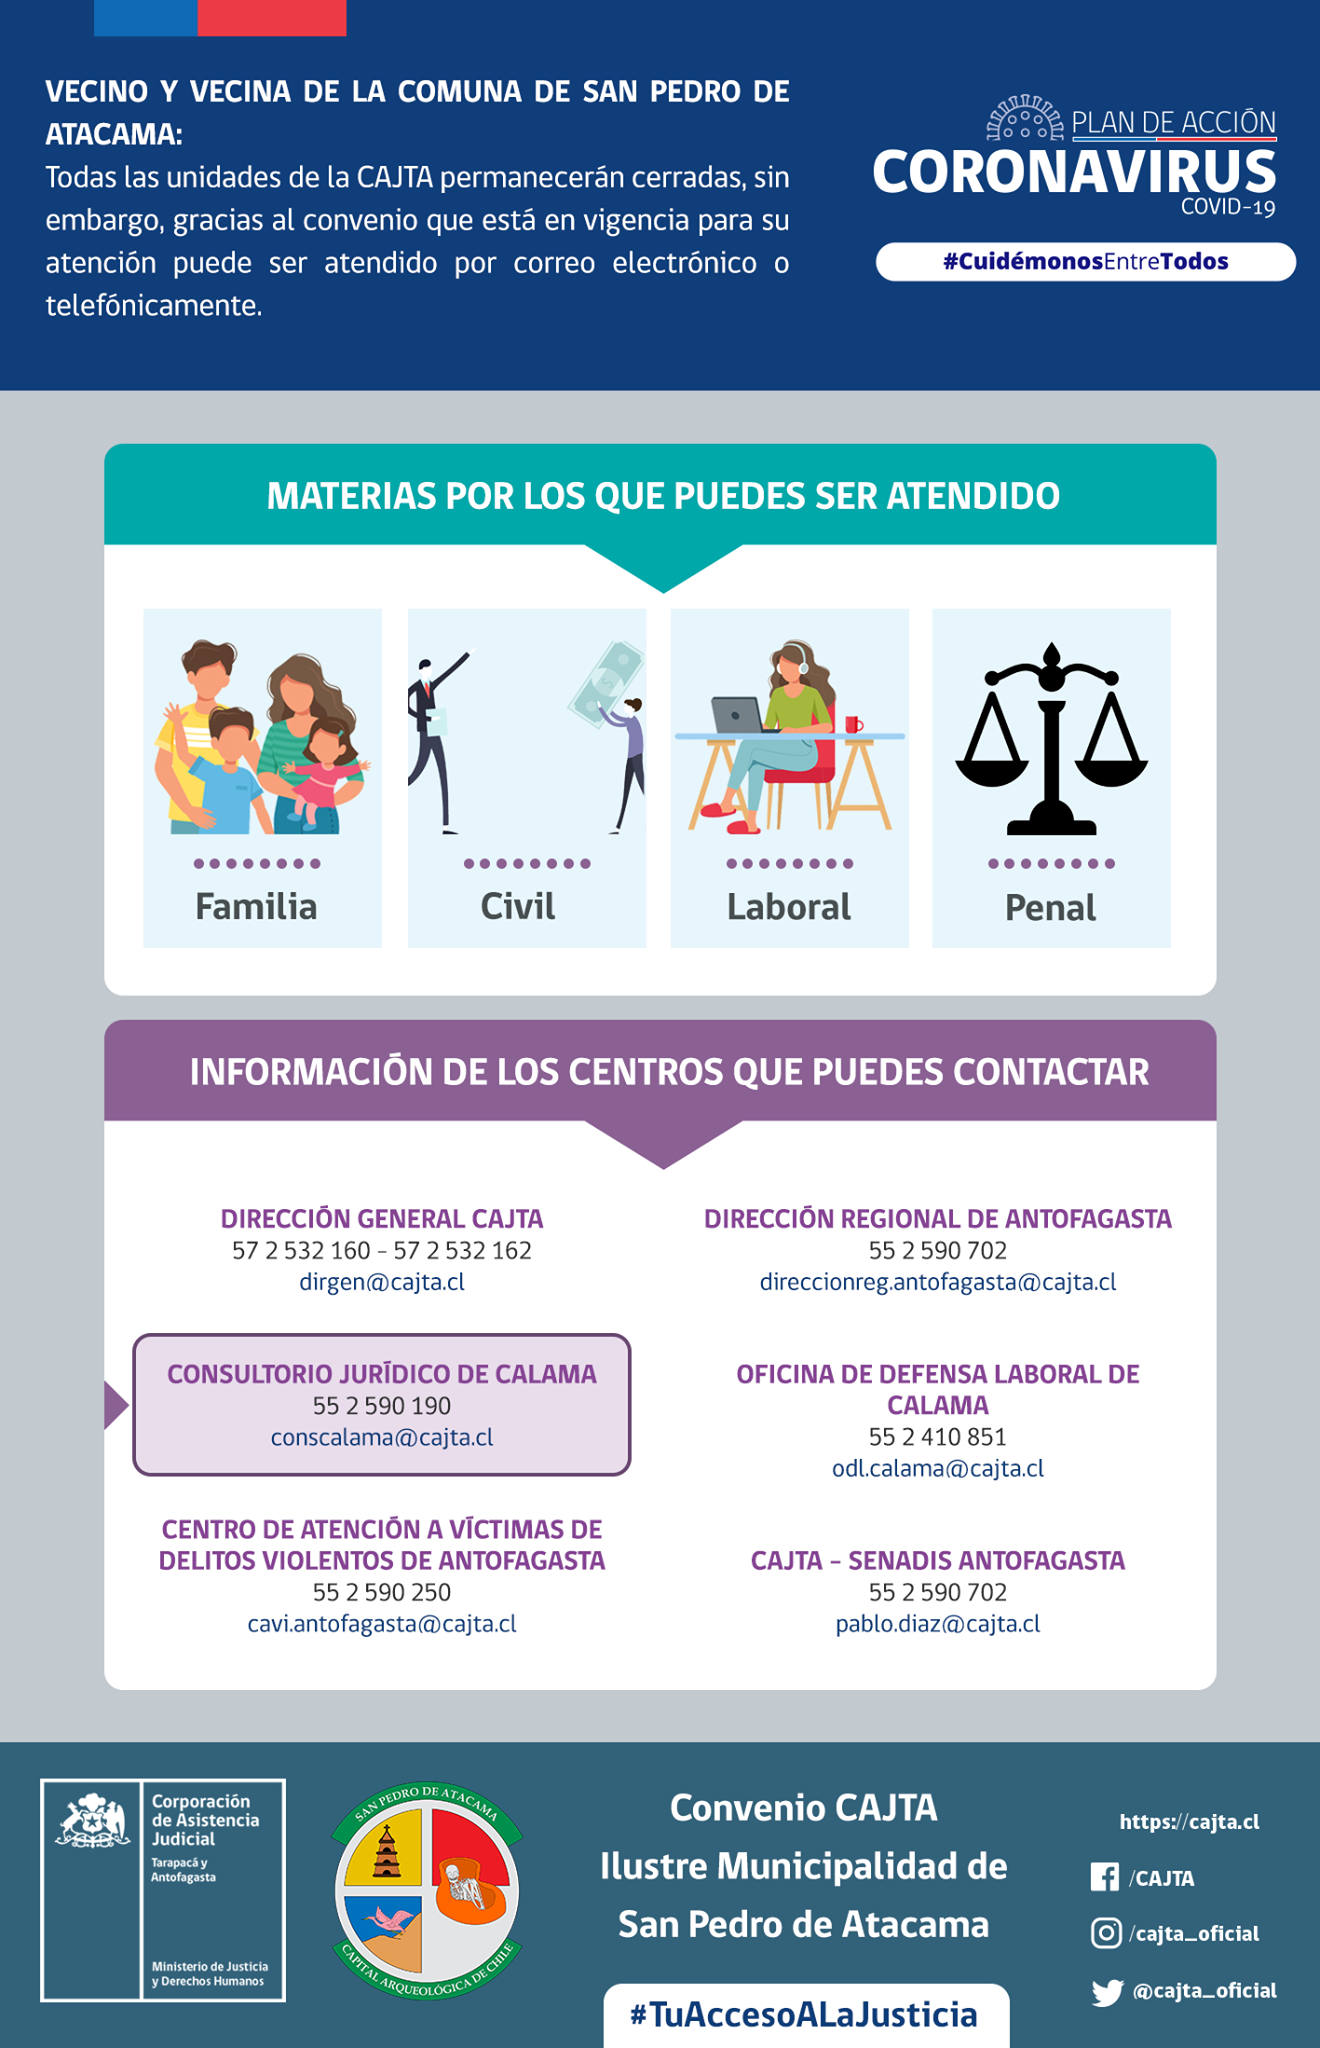 VECINO Y VECINA DE LA COMUNA DE SAN PEDRO DE
ATACAMA:
Todas las unidades de la CAJTA permanecerán cerradas, sin
embargo, gracias al convenio que está en vigencia para su
atención puede ser atendido por correo electrónico o
telefónicamente.
PLAN DE ACCIÓN
CORONAVIRUS
COVID-19
#CuidémonosEntreTodos
MATERIAS POR LOS QUE PUEDES SER ATENDIDO
Familia
Civil
Laboral
Penal
INFORMACIÓN DE LOS CENTROS QUE PUEDES CONTACTAR
DIRECCIÓN GENERAL CAJTA
57 2 532 160 - 57 2 532 162
dirgen@cajta.cl
DIRECCIÓN REGIONAL DE ANTOFAGASTA
55 2 590 702
direccionreg.antofagasta@cajta.cl
CONSULTORIO JURÍDICO DE CALAMA
55 2 590 190
conscalama@cajta.cl
OFICINA DE DEFENSA LABORAL DE
CALAMA
55 2 410 851
odl.calama@cajta.cl
CENTRO DE ATENCIÓN A VÍCTIMAS DE
DELITOS VIOLENTOS DE ANTOFAGASTA
55 2 590 250
cavi.antofagasta@cajta.cl
CAJTA - SENADIS ANTOFAGASTA
55 2 590 702
pablo.diaz@cajta.cl
Corporación
de Asistencia
Judicial
Tarapacá y
Antofagasta
Ministerio de Justicia
y Derechos Humanos
SAN PEDRO DE ATACAMA
CAPITAL ARQUEOLÓGICA DE CHILE
Convenio CAJTA
Ilustre Municipalidad de
San Pedro de Atacama
#TuAccesoALaJusticia
https://cajta.cl
/CAJTA
/cajta_oficial
@cajta_oficial